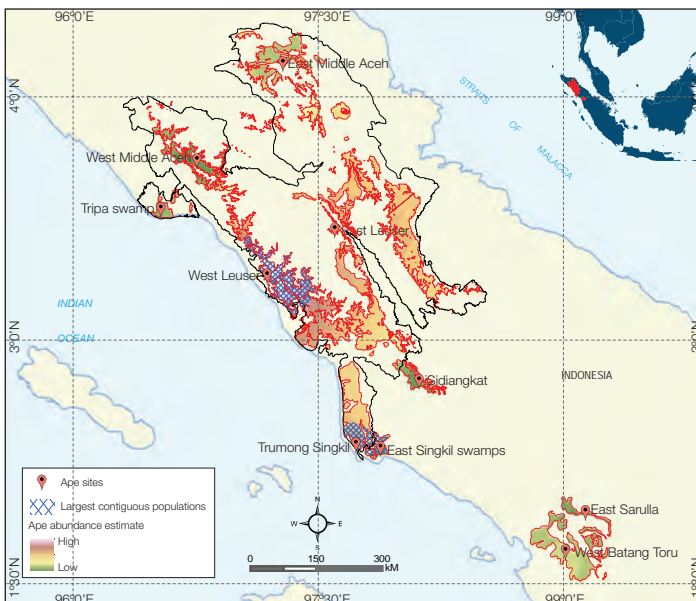 96°0'E
97°30'E
99°0'E
East Middle Aceh
4°0'N
STRAITS OF MALACCA
West Middle Aceh
Tripa swamp
East Leuser
West Leuser
INDIAN
OCEAN
3°0'N
INDONESIA
Sidiangkat
Trumong Singkil
East Singkil swamps
Ape sites
Largest contiguous populations
Ape abundance estimate
High
Low
N
W
E
S
0
150
300
kM
East Sarulla
West/Batang Toru
1°30'N
1°30'N
96°0'E
97°30'E
99°0'E